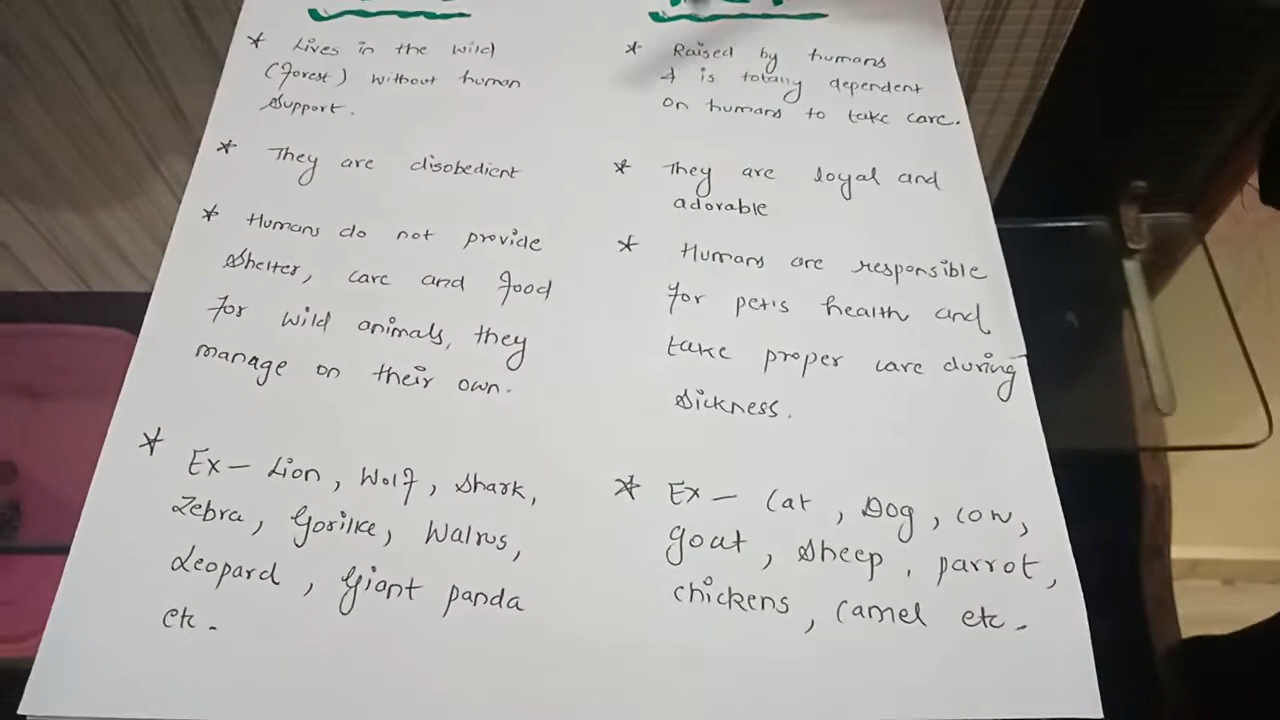 * Lives in the wild
(Forest) without human
Support.
* They are disobedient
* Humans do not provide
Shelter, care and food
for wild animals, they
manage on their own.
* Ex - Lion, Wolf, Shark,
Zebra, Gorilla, Walrus,
Leopard, Giant panda
etc.
* Raised by humans
& is totally dependent
on humans to take care.
* They are loyal and
adorable
* Humans are responsible
for pet's health and
take proper care during
Sickness.
* Ex - Cat, Dog, cow,
goat, Sheep, parrot,
chickens, camel etc.